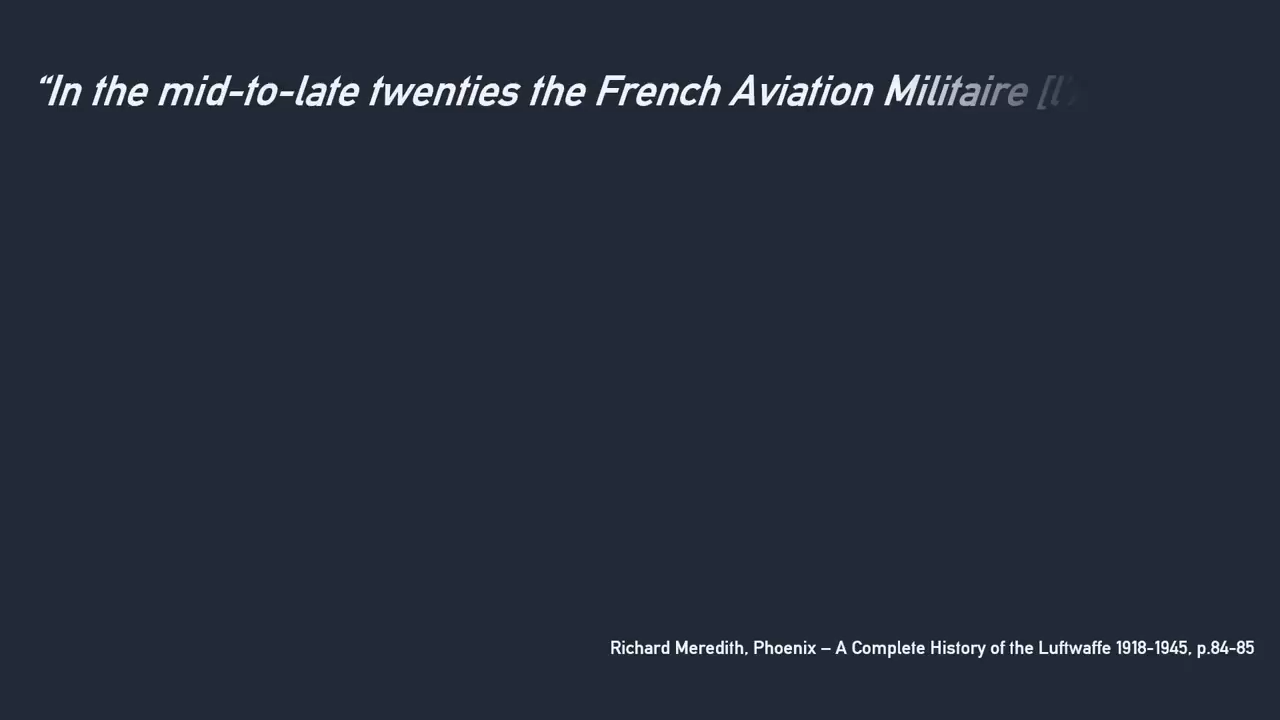 “In the mid-to-late twenties the French Aviation Militaire
Richard Meredith, Phoenix – A Complete History of the Luftwaffe 1918-1945, p.84-85